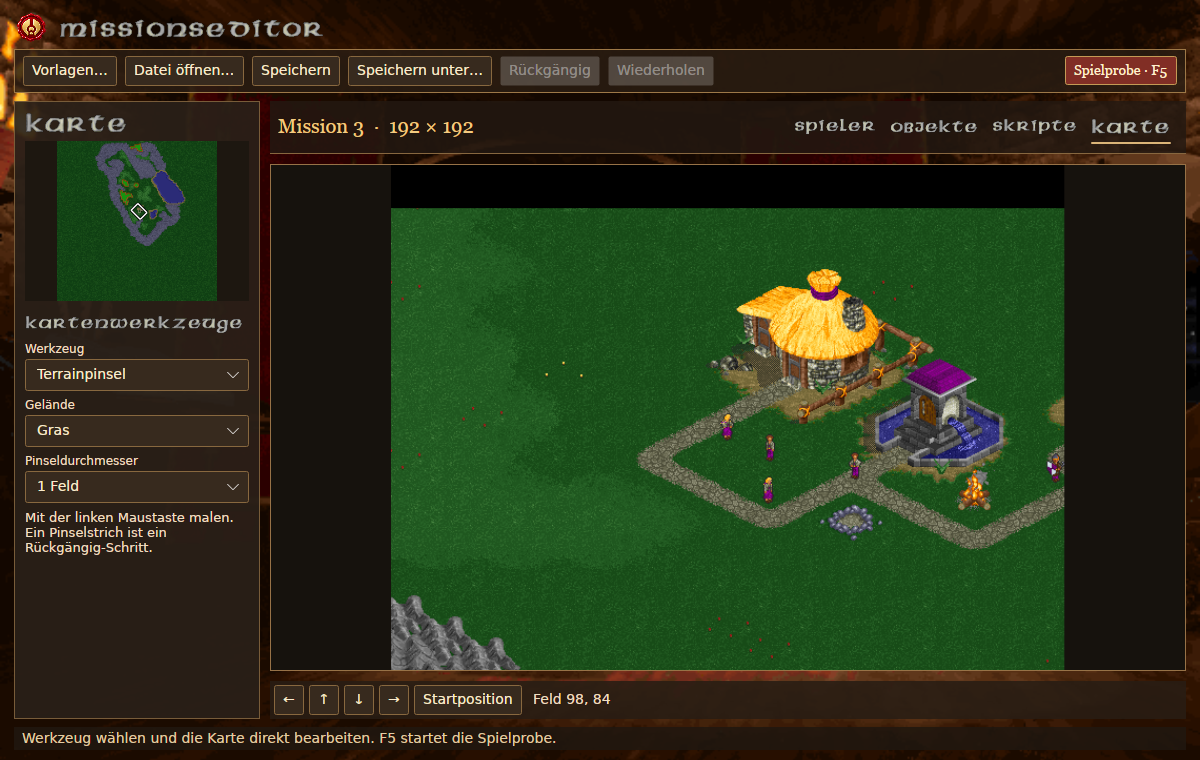 Missionseditor
Vorlagen... Datei öffnen... Speichern Speichern unter... Rückgängig Wiederholen Spielprobe · F5
Karte
Mission 3 · 192 × 192
Spieler Objekte Skripte Karte
Kartenwerkzeuge
Werkzeug
Terrainpinsel
Gelände
Gras
Pinseldurchmesser
1 Feld
Mit der linken Maustaste malen.
Ein Pinselstrich ist ein
Rückgängig-Schritt.
← ↑ ↓ → Startposition Feld 98, 84
Werkzeug wählen und die Karte direkt bearbeiten. F5 startet die Spielprobe.